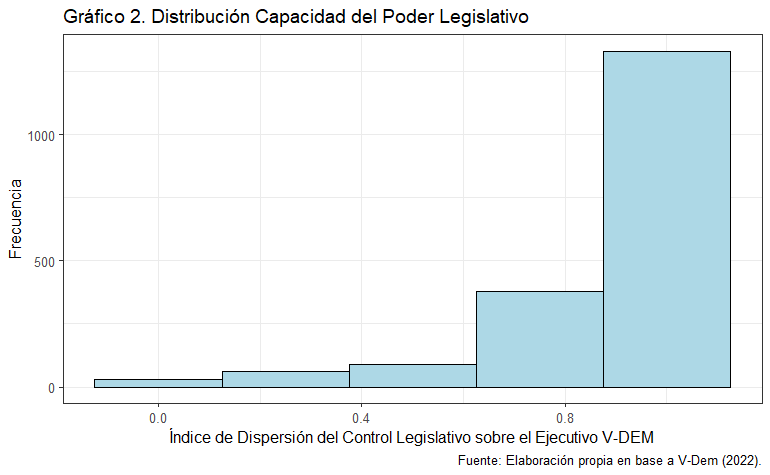 Gráfico 2. Distribución Capacidad del Poder Legislativo
Frecuencia
1000
500
0
0.0 0.4 0.8
Índice de Dispersión del Control Legislativo sobre el Ejecutivo V-DEM
Fuente: Elaboración propia en base a V-Dem (2022).